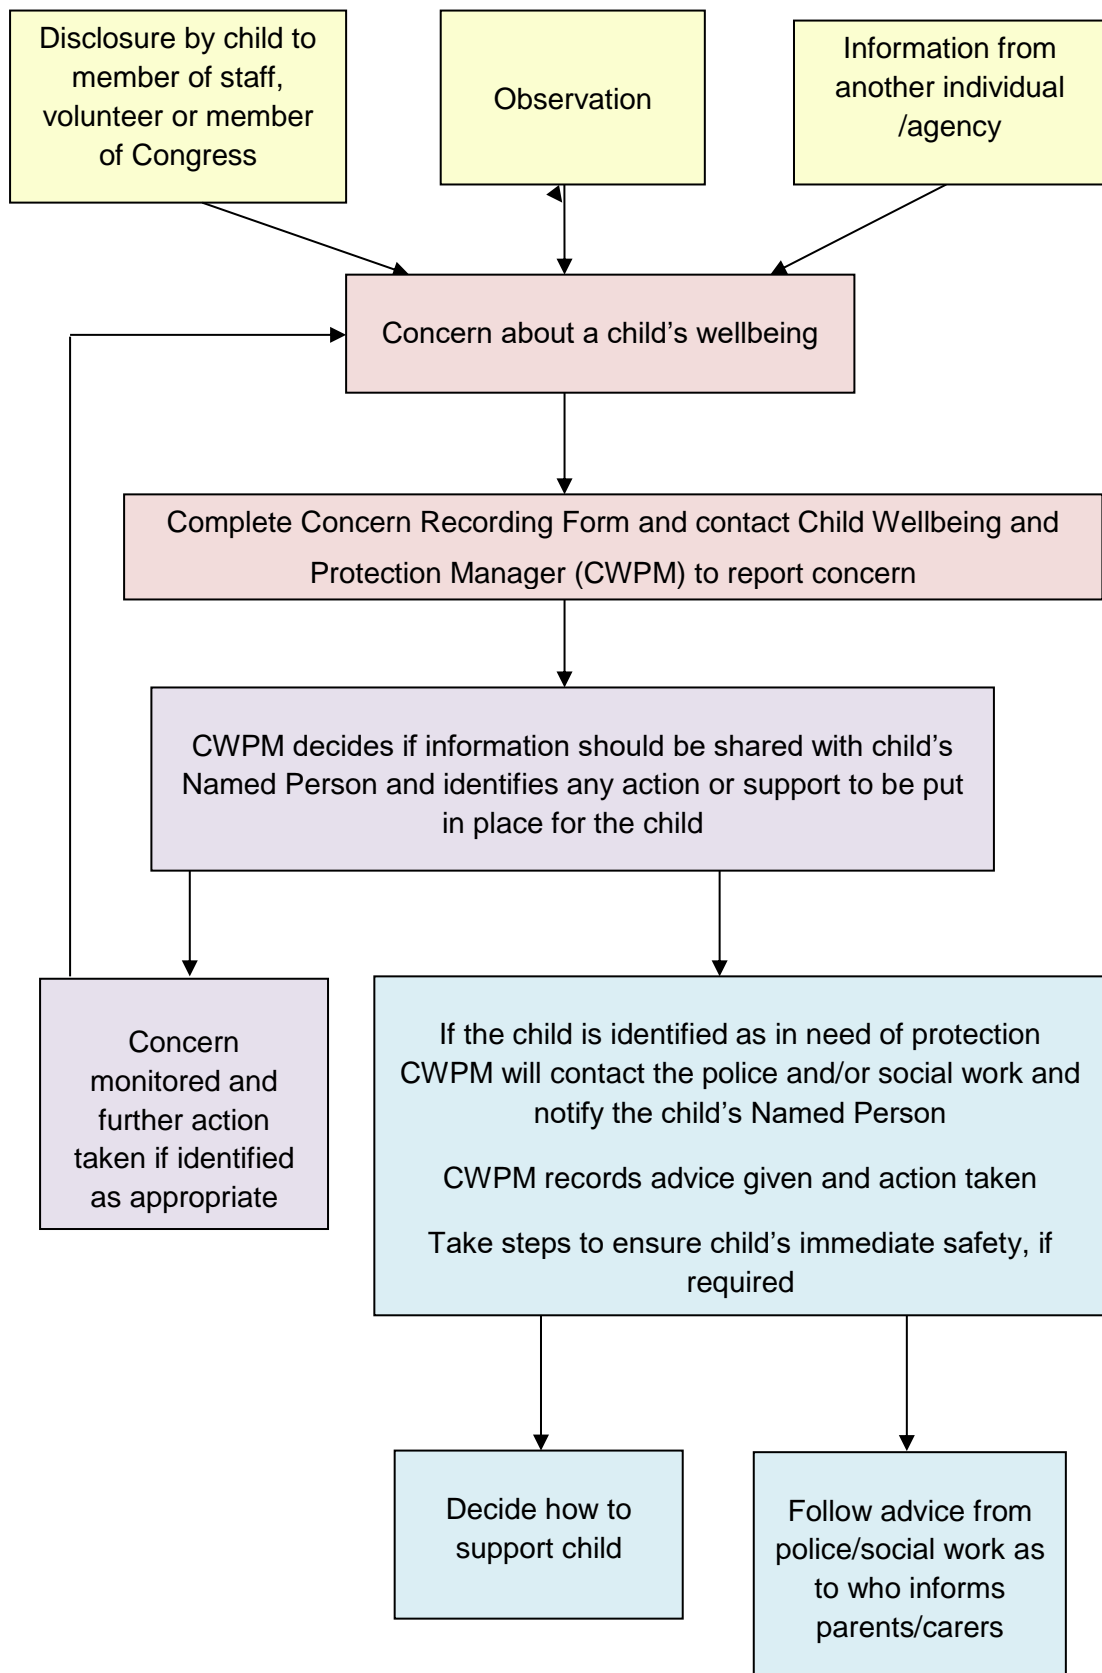 Disclosure by child to
member of staff,
volunteer or member
of Congress
Observation
Information from
another individual
/agency
Concern about a child’s wellbeing
Complete Concern Recording Form and contact Child Wellbeing and
Protection Manager (CWPM) to report concern
CWPM decides if information should be shared with child’s
Named Person and identifies any action or support to be put
in place for the child
Concern
monitored and
further action
taken if identified
as appropriate
If the child is identified as in need of protection
CWPM will contact the police and/or social work and
notify the child’s Named Person
CWPM records advice given and action taken
Take steps to ensure child’s immediate safety, if
required
Decide how to
support child
Follow advice from
police/social work as
to who informs
parents/carers